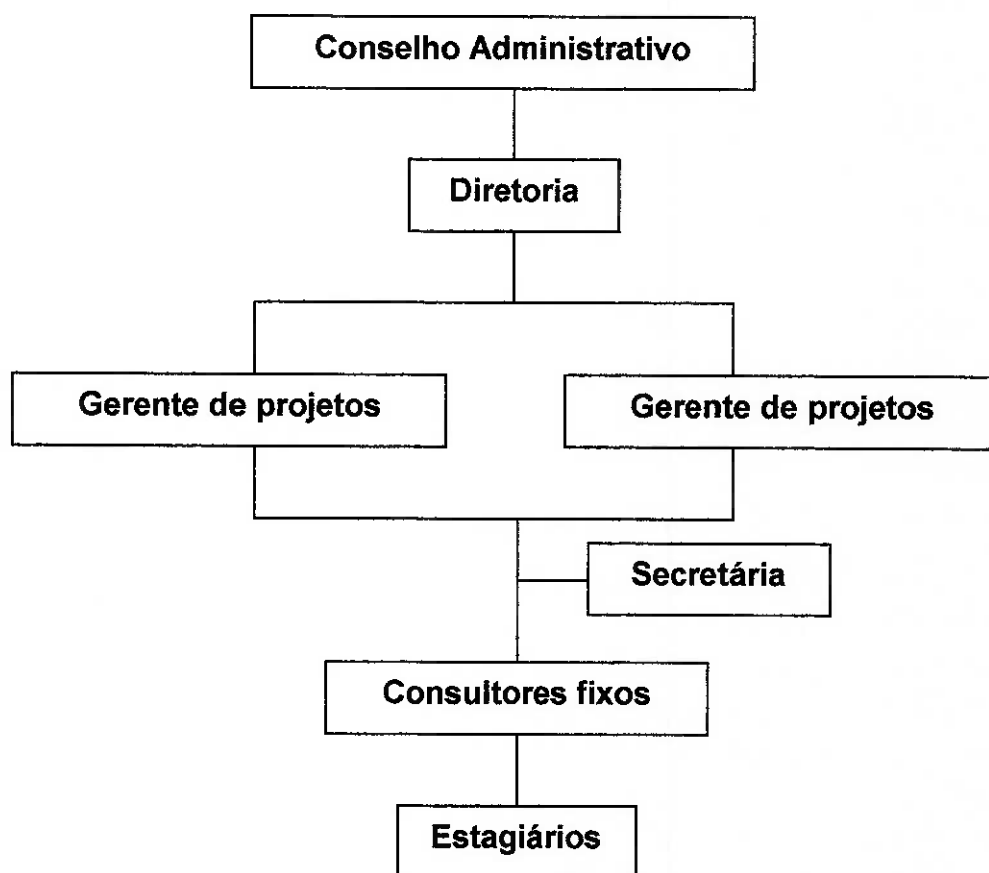 Conselho Administrativo
Diretoria
Gerente de projetos
Gerente de projetos
Secretária
Consultores fixos
Estagiários